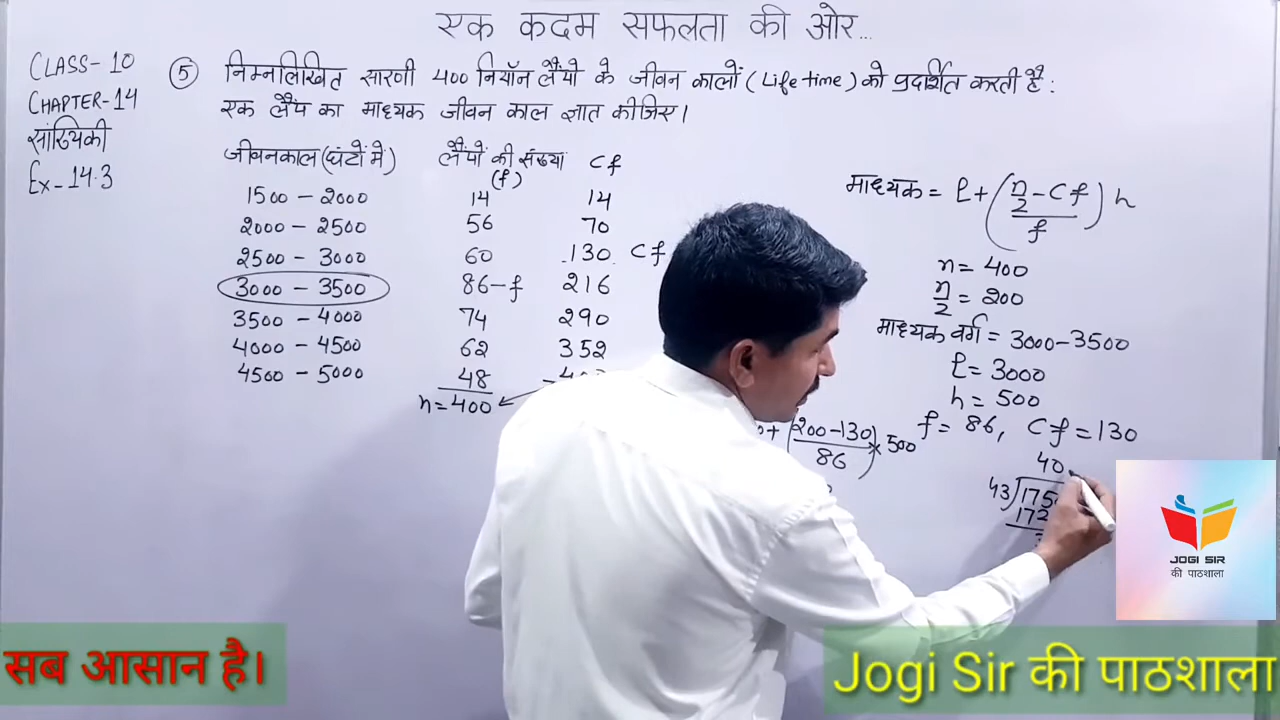 एक कदम सफलता की ओर...
CLASS-10
CHAPTER-14
सांख्यिकी
Ex-14.3
⑤ निम्नलिखित सारणी 400 नियॉन लैंपो के जीवन कालों (Life time) को प्रदर्शित करती है:
एक लैंप का माध्यक जीवन काल ज्ञात कीजिए।
जीवनकाल (घंटों में) लैंपों की संख्या (f) Cf
1500 - 2000 14 14
2000 - 2500 56 70
2500 - 3000 60 130 Cf
3000 - 3500 86-f 216
3500 - 4000 74 290
4000 - 4500 62 352
4500 - 5000 48
n=400
माध्यक = l+(n/2-Cf/f)h
n=400
n/2=200
माध्यक वर्ग = 3000-3500
l= 3000
h = 500
f= 86, Cf=130
+(200-130/86)×500
40
43)175
172
JOGI SIR
की पाठशाला
सब आसान है।
Jogi Sir की पाठशाला